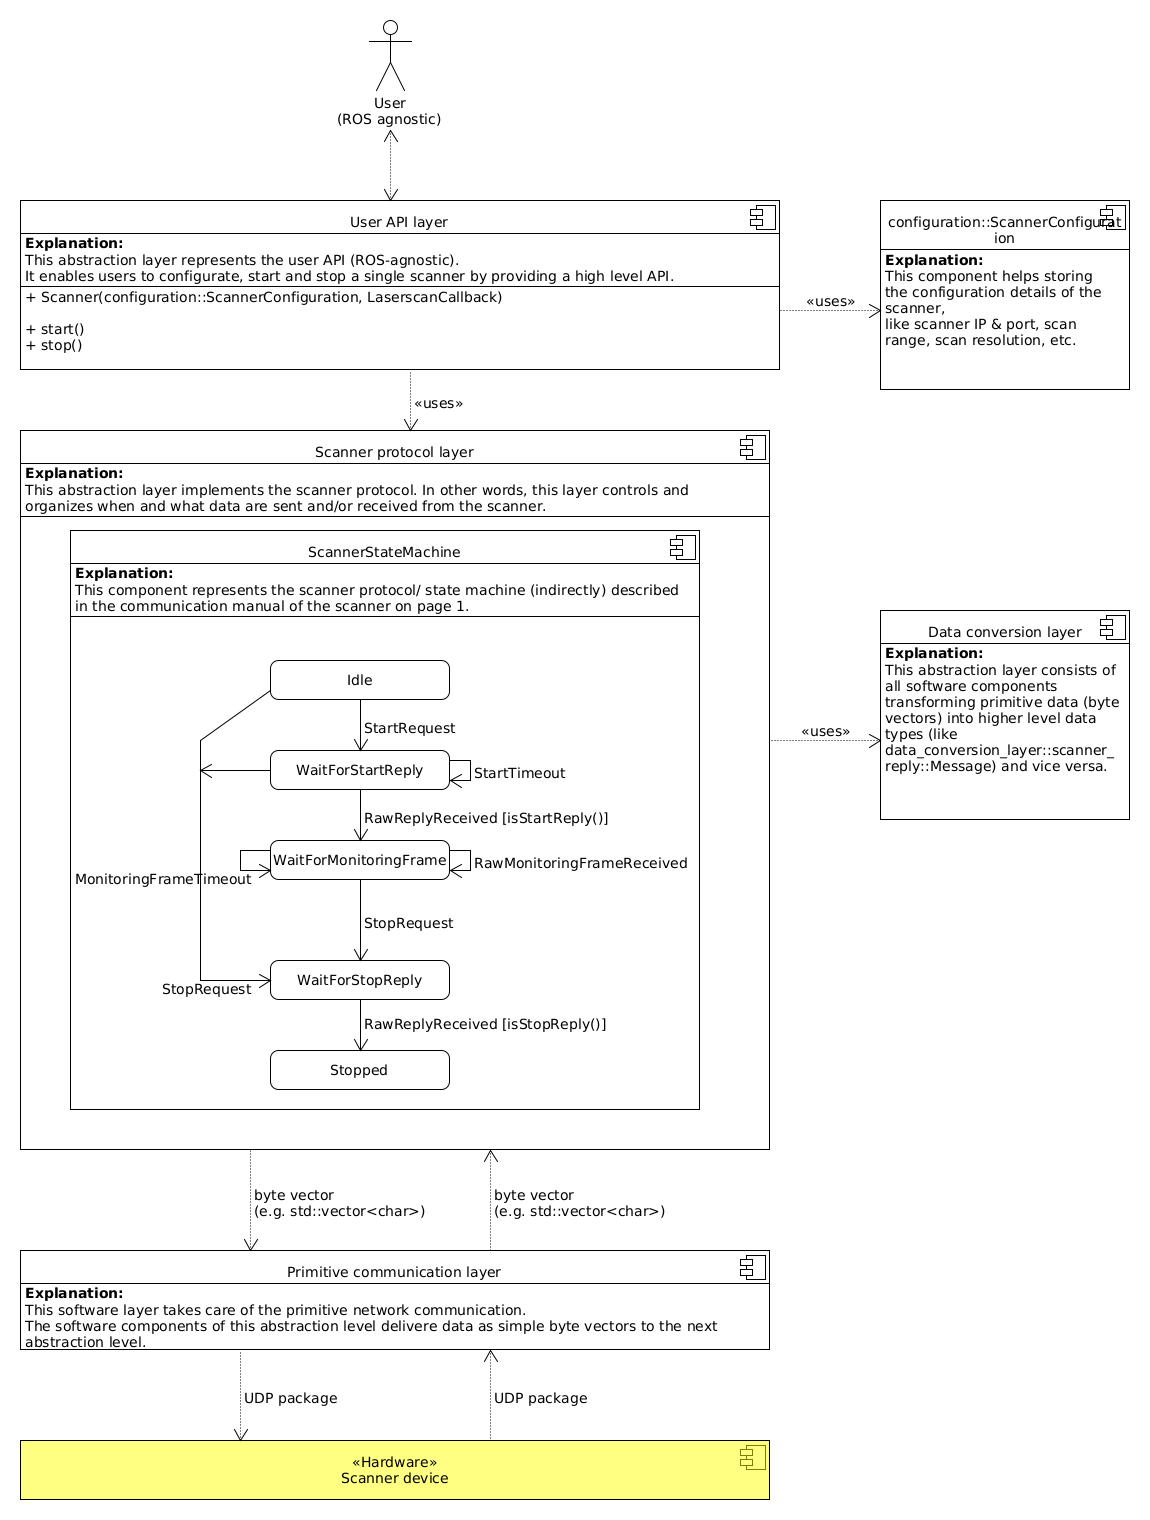 User
(ROS agnostic)
User API layer
Explanation:
This abstraction layer represents the user API (ROS-agnostic).
It enables users to configurate, start and stop a single scanner by providing a high level API.
+ Scanner(configuration::ScannerConfiguration, LaserscanCallback)
+ start()
+ stop()
«uses»
configuration::ScannerConfigurat
ion
Explanation:
This component helps storing
the configuration details of the
scanner,
like scanner IP & port, scan
range, scan resolution, etc.
«uses»
Scanner protocol layer
Explanation:
This abstraction layer implements the scanner protocol. In other words, this layer controls and
organizes when and what data are sent and/or received from the scanner.
ScannerStateMachine
Explanation:
This component represents the scanner protocol/ state machine (indirectly) described
in the communication manual of the scanner on page 1.
Idle
StartRequest
WaitForStartReply
StartTimeout
RawReplyReceived [isStartReply()]
WaitForMonitoringFrame
RawMonitoringFrameReceived
MonitoringFrameTimeout
StopRequest
WaitForStopReply
StopRequest
RawReplyReceived [isStopReply()]
Stopped
«uses»
Data conversion layer
Explanation:
This abstraction layer consists of
all software components
transforming primitive data (byte
vectors) into higher level data
types (like
data_conversion_layer::scanner_
reply::Message) and vice versa.
byte vector
(e.g. std::vector<char>)
byte vector
(e.g. std::vector<char>)
Primitive communication layer
Explanation:
This software layer takes care of the primitive network communication.
The software components of this abstraction level delivere data as simple byte vectors to the next
abstraction level.
UDP package
UDP package
«Hardware»
Scanner device